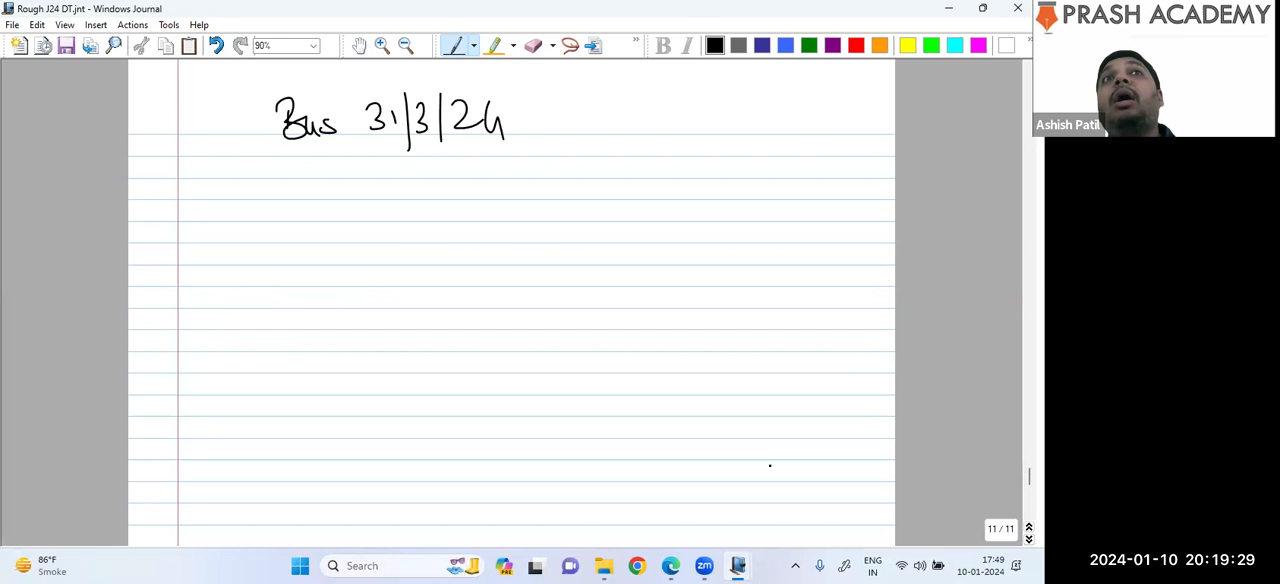 Rough J24 DT.jnt - Windows Journal
File Edit View Insert Actions Tools Help
90%
PRASH ACADEMY
Ashish Patil
Bus 31/3/24
11 / 11
86°F
Smoke
Search
ENG
IN
17:49
10-01-2024
2024-01-10 20:19:29